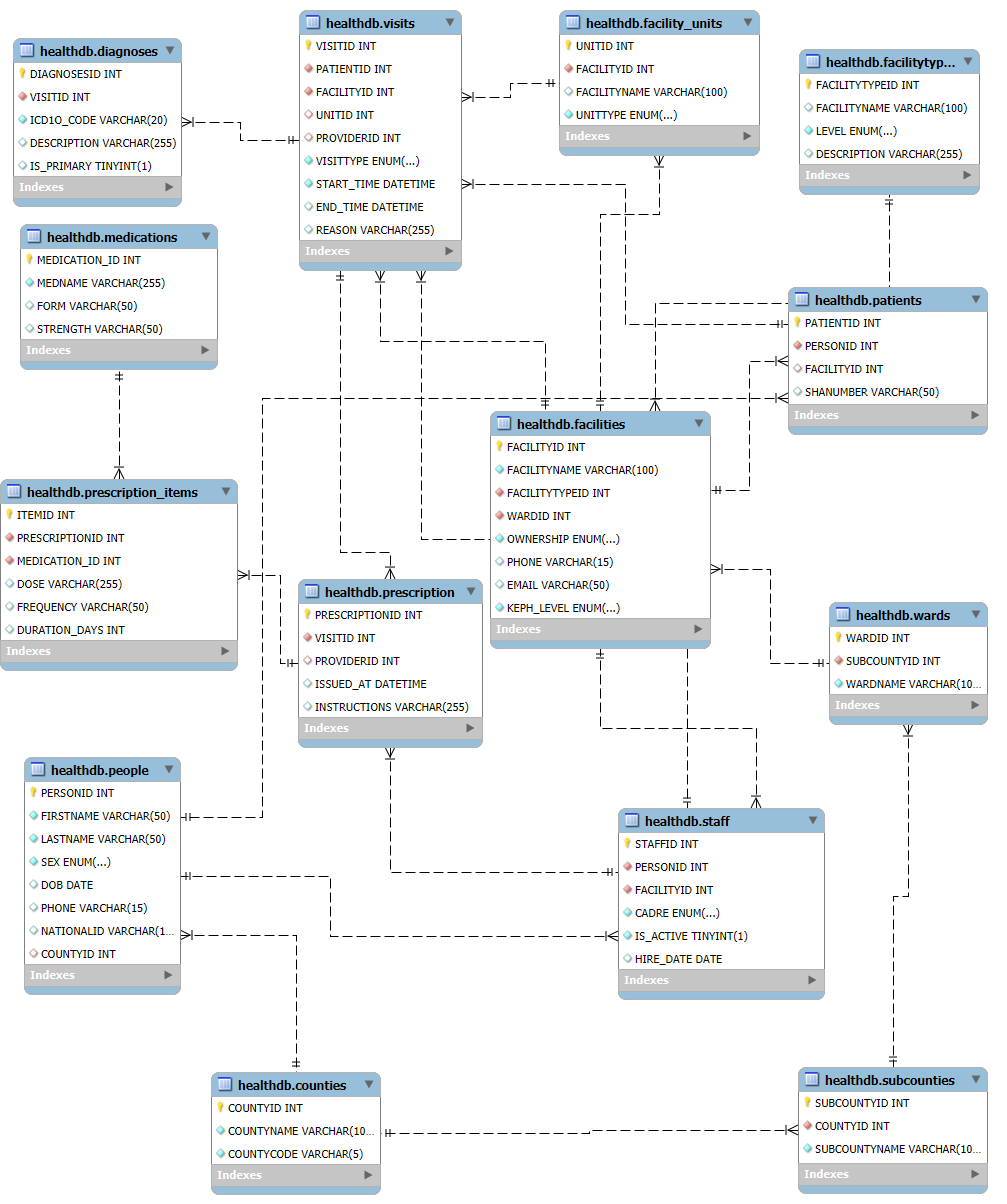 healthdb.diagnoses
DIAGNOSESID INT
VISITID INT
ICD1O_CODE VARCHAR(20)
DESCRIPTION VARCHAR(255)
IS_PRIMARY TINYINT(1)
Indexes
healthdb.visits
VISITID INT
PATIENTID INT
FACILITYID INT
UNITID INT
PROVIDERID INT
VISITTYPE ENUM(...)
START_TIME DATETIME
END_TIME DATETIME
REASON VARCHAR(255)
Indexes
healthdb.facility_units
UNITID INT
FACILITYID INT
FACILITYNAME VARCHAR(100)
UNITTYPE ENUM(...)
Indexes
healthdb.facilitytyp...
FACILITYTYPEID INT
FACILITYNAME VARCHAR(100)
LEVEL ENUM(...)
DESCRIPTION VARCHAR(255)
Indexes
healthdb.medications
MEDICATION_ID INT
MEDNAME VARCHAR(255)
FORM VARCHAR(50)
STRENGTH VARCHAR(50)
Indexes
healthdb.patients
PATIENTID INT
PERSONID INT
FACILITYID INT
SHANUMBER VARCHAR(50)
Indexes
healthdb.facilities
FACILITYID INT
FACILITYNAME VARCHAR(100)
FACILITYTYPEID INT
WARDID INT
OWNERSHIP ENUM(...)
PHONE VARCHAR(15)
EMAIL VARCHAR(50)
KEPH_LEVEL ENUM(...)
Indexes
healthdb.prescription_items
ITEMID INT
PRESCRIPTIONID INT
MEDICATION_ID INT
DOSE VARCHAR(255)
FREQUENCY VARCHAR(50)
DURATION_DAYS INT
Indexes
healthdb.prescription
PRESCRIPTIONID INT
VISITID INT
PROVIDERID INT
ISSUED_AT DATETIME
INSTRUCTIONS VARCHAR(255)
Indexes
healthdb.wards
WARDID INT
SUBCOUNTYID INT
WARDNAME VARCHAR(10...
Indexes
healthdb.people
PERSONID INT
FIRSTNAME VARCHAR(50)
LASTNAME VARCHAR(50)
SEX ENUM(...)
DOB DATE
PHONE VARCHAR(15)
NATIONALID VARCHAR(1...
COUNTYID INT
Indexes
healthdb.staff
STAFFID INT
PERSONID INT
FACILITYID INT
CADRE ENUM(...)
IS_ACTIVE TINYINT(1)
HIRE_DATE DATE
Indexes
healthdb.counties
COUNTYID INT
COUNTYNAME VARCHAR(10...
COUNTYCODE VARCHAR(5)
Indexes
healthdb.subcounties
SUBCOUNTYID INT
COUNTYID INT
SUBCOUNTYNAME VARCHAR(10...
Indexes